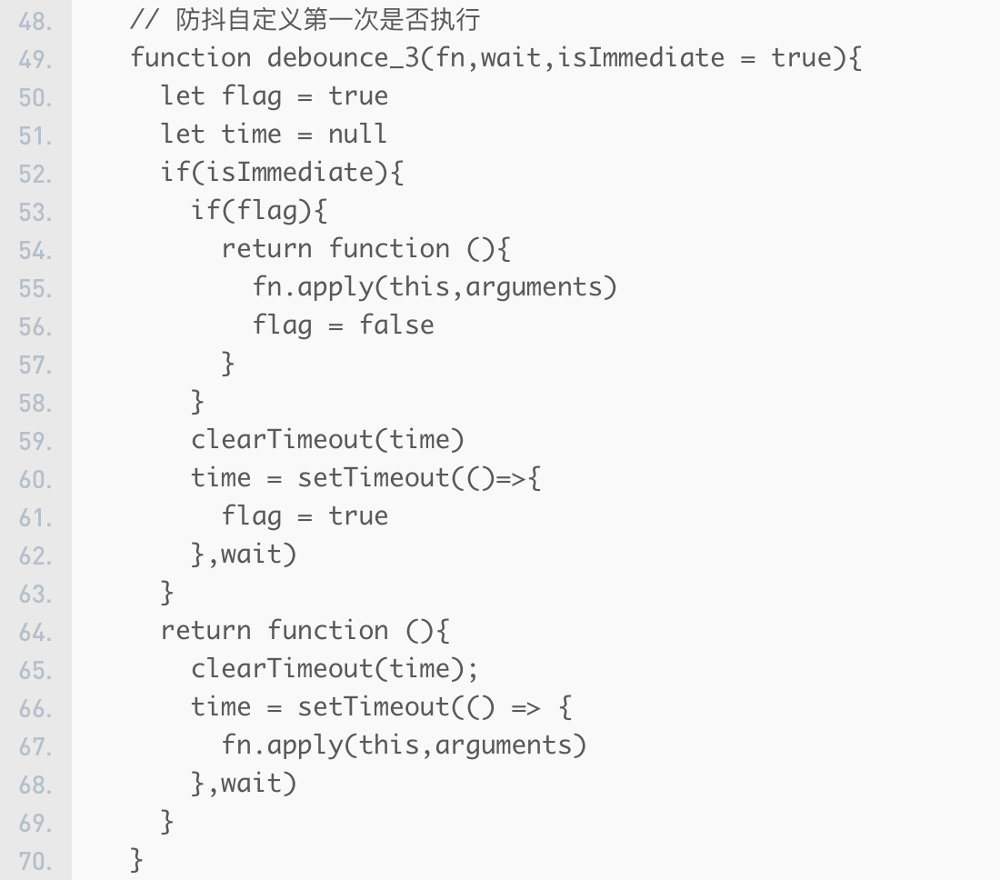 48. // 防抖自定义第一次是否执行
49. function debounce_3(fn,wait,isImmediate = true){
50. let flag = true
51. let time = null
52. if(isImmediate){
53. if(flag){
54. return function (){
55. fn.apply(this,arguments)
56. flag = false
57. }
58. }
59. clearTimeout(time)
60. time = setTimeout(()=>{
61. flag = true
62. },wait)
63. }
64. return function (){
65. clearTimeout(time);
66. time = setTimeout(() => {
67. fn.apply(this,arguments)
68. },wait)
69. }
70. }